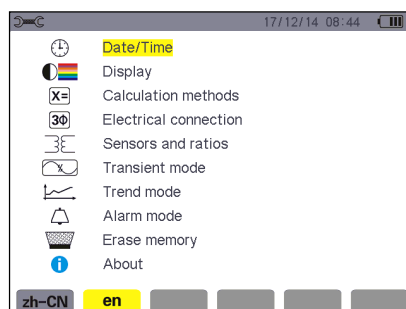 17/12/14 08:44
Date/Time
Display
X= Calculation methods
3Φ Electrical connection
Sensors and ratios
Transient mode
Trend mode
Alarm mode
Erase memory
i About
zh-CN en